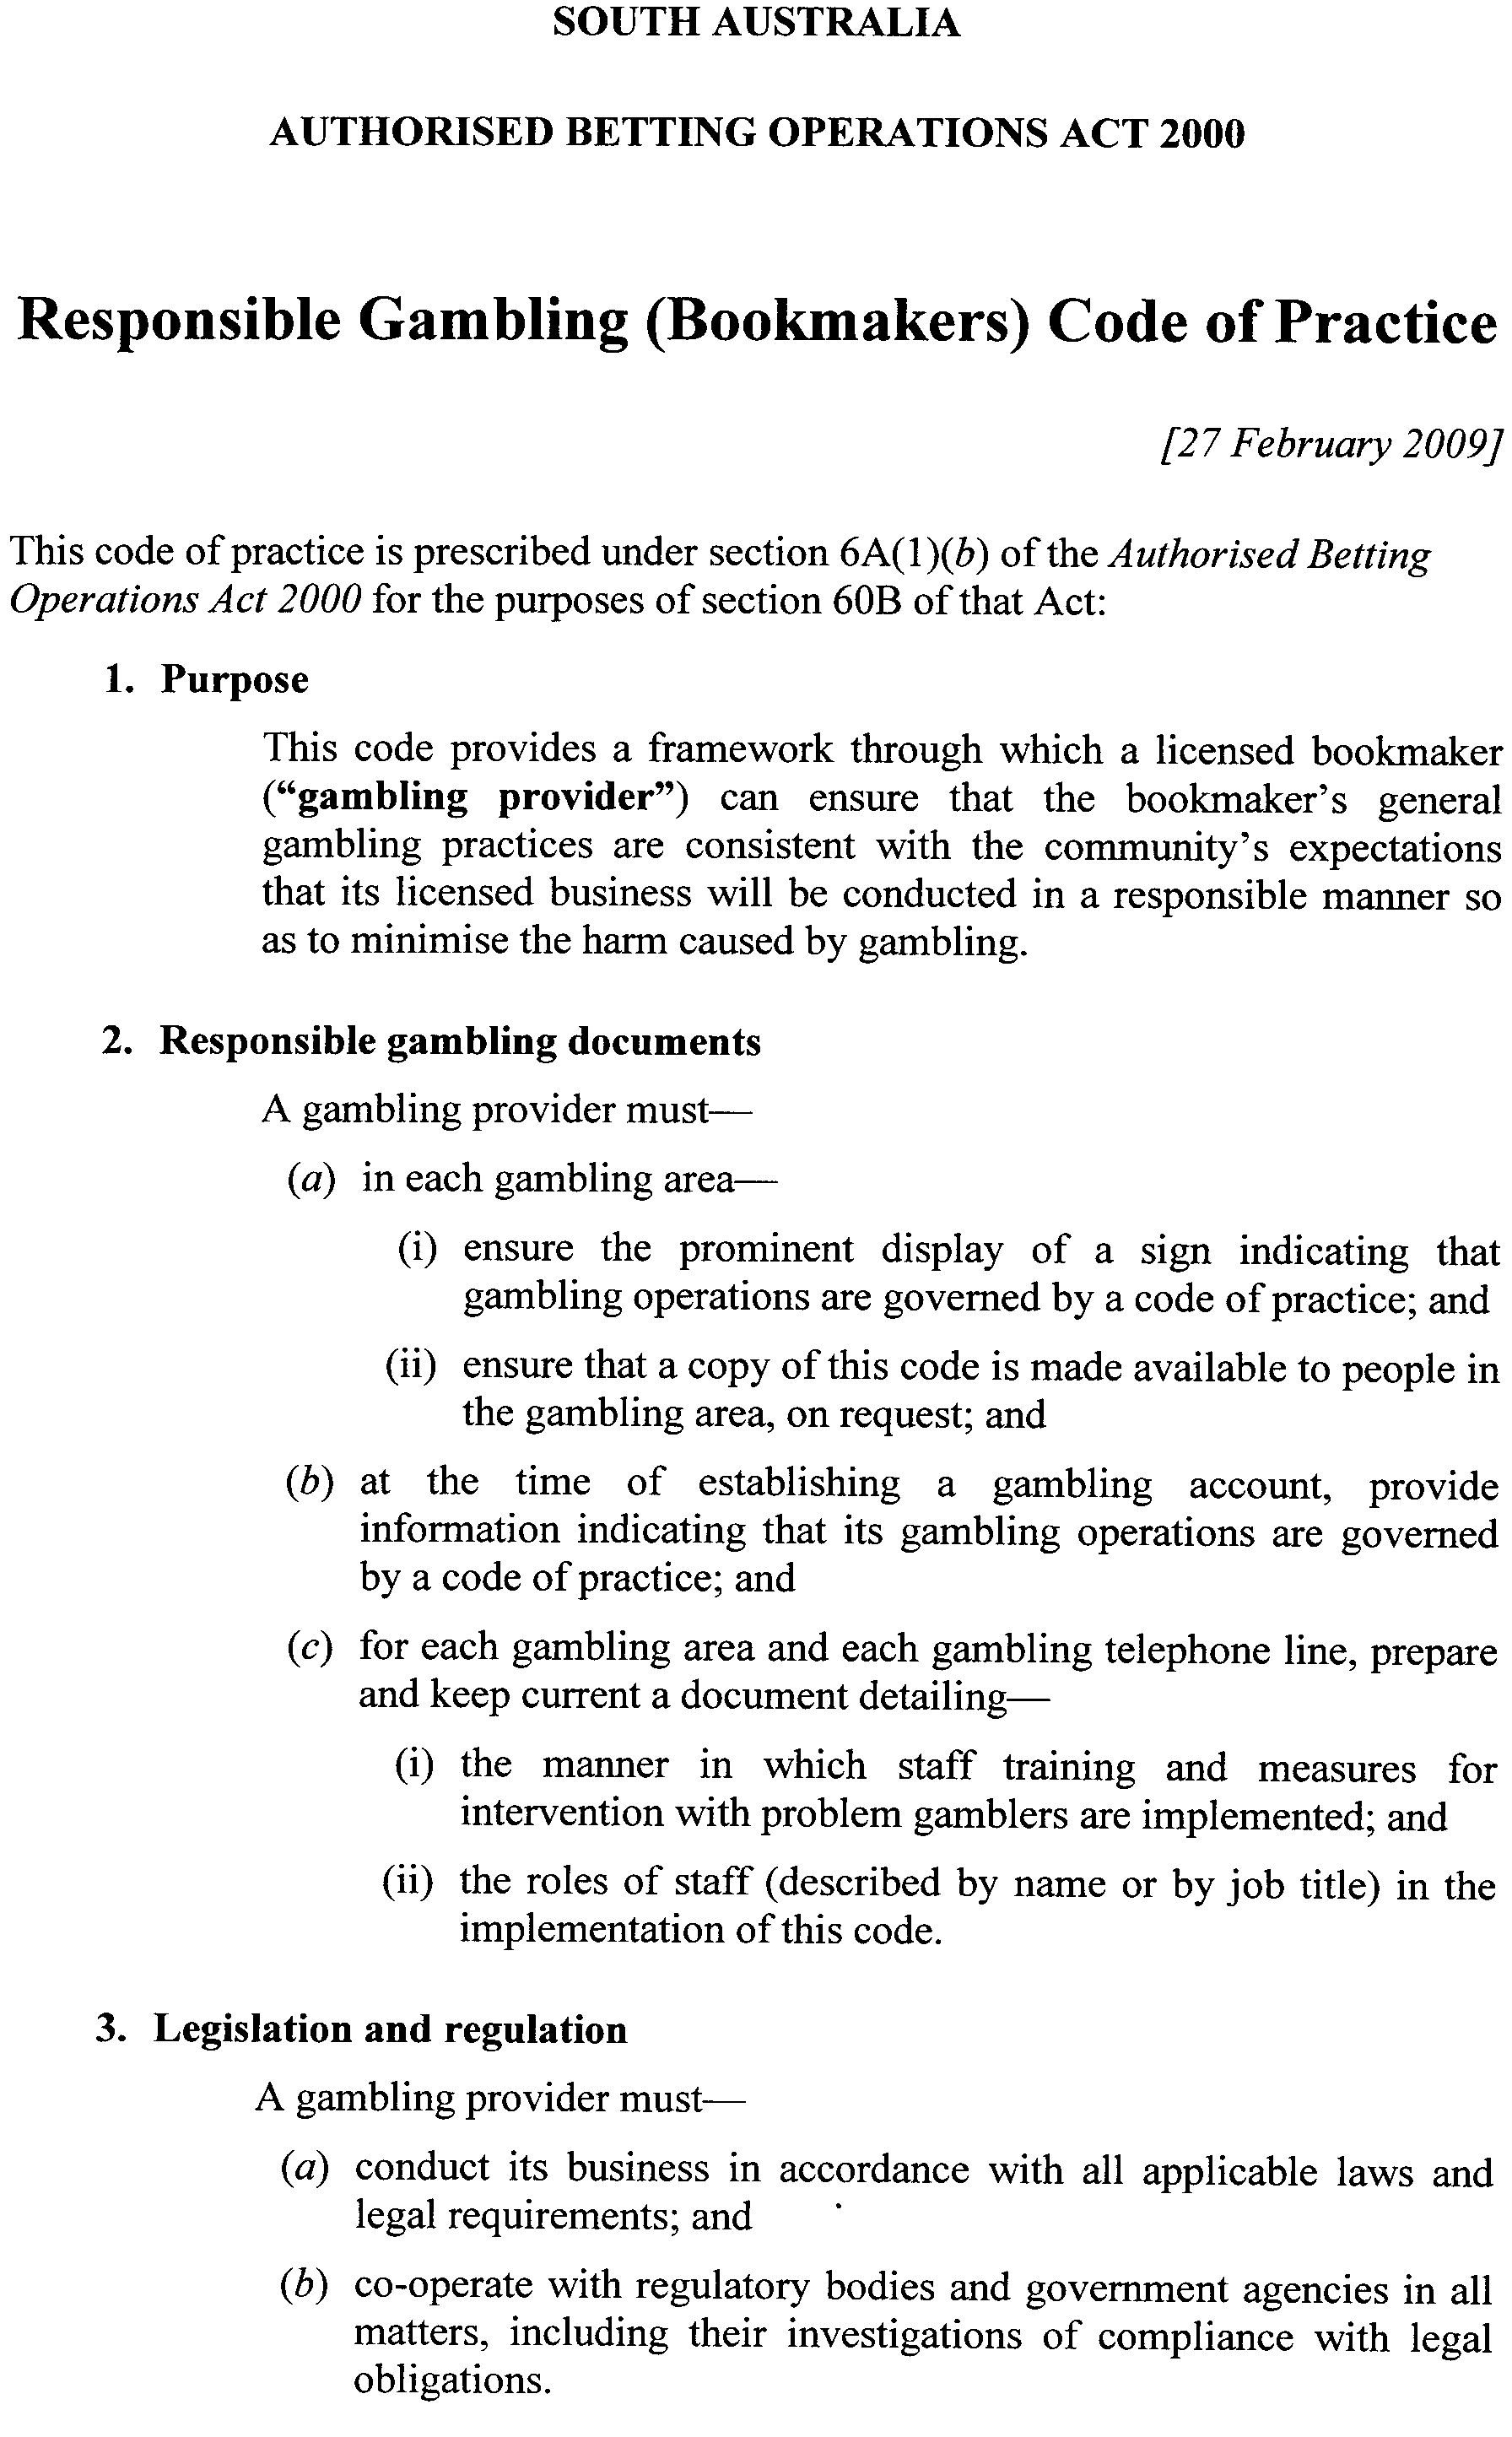 SOUTH AUSTRALIA
AUTHORISED BETTING OPERATIONS ACT 2000
Responsible Gambling (Bookmakers) Code of Practice
[27 February 2009]
This code of practice is prescribed under section 6A(1)(b) of the Authorised Betting
Operations Act 2000 for the purposes of section 60B of that Act:
1. Purpose
This code provides a framework through which a licensed bookmaker
(“gambling provider”) can ensure that the bookmaker’s general
gambling practices are consistent with the community’s expectations
that its licensed business will be conducted in a responsible manner so
as to minimise the harm caused by gambling.
2. Responsible gambling documents
A gambling provider must—
(a) in each gambling area—
(i) ensure the prominent display of a sign indicating that
gambling operations are governed by a code of practice; and
(ii) ensure that a copy of this code is made available to people in
the gambling area, on request; and
(b) at the time of establishing a gambling account, provide
information indicating that its gambling operations are governed
by a code of practice; and
(c) for each gambling area and each gambling telephone line, prepare
and keep current a document detailing—
(i) the manner in which staff training and measures for
intervention with problem gamblers are implemented; and
(ii) the roles of staff (described by name or by job title) in the
implementation of this code.
3. Legislation and regulation
A gambling provider must—
(a) conduct its business in accordance with all applicable laws and
legal requirements; and
(b) co-operate with regulatory bodies and government agencies in all
matters, including their investigations of compliance with legal
obligations.